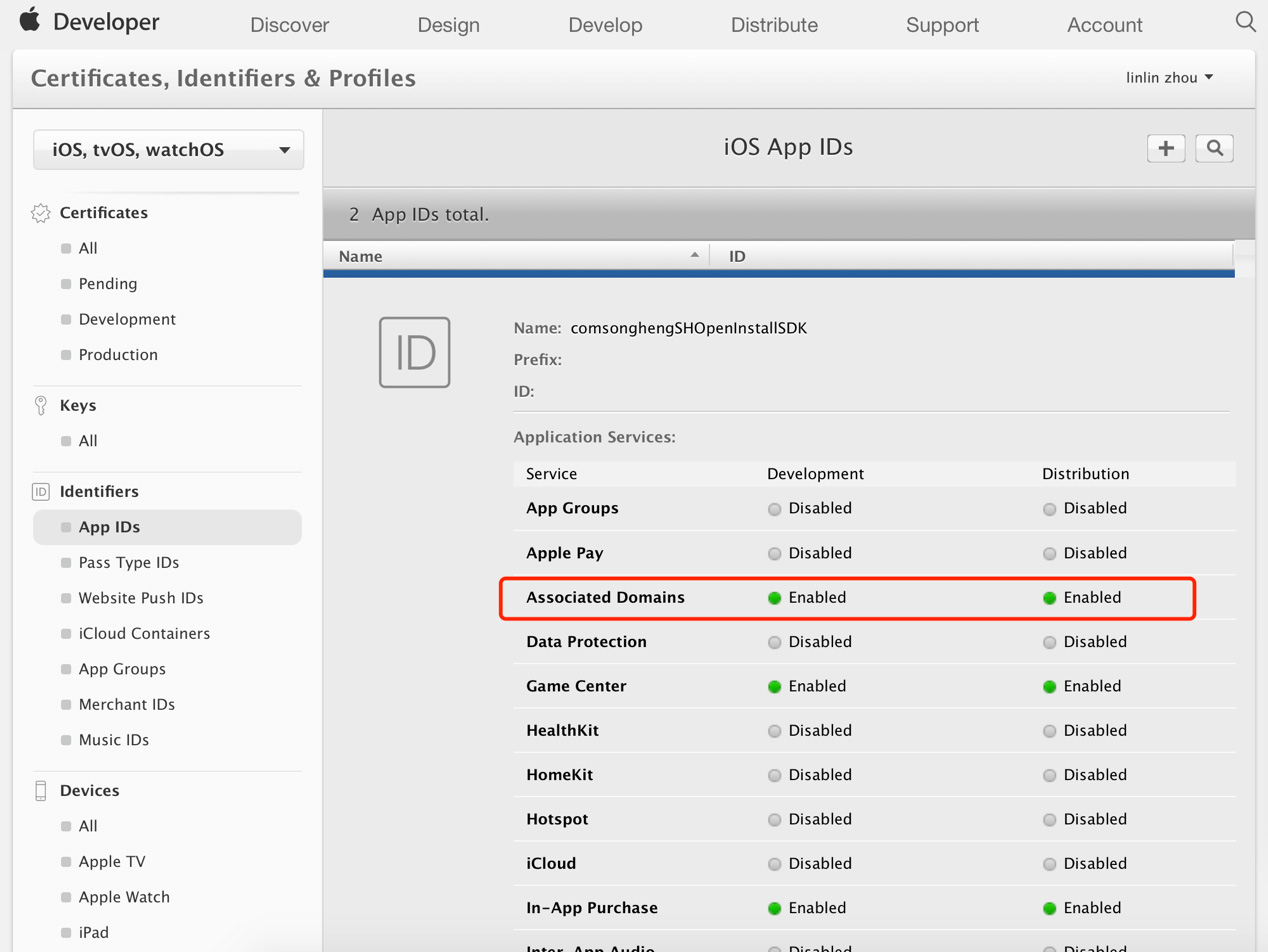 Developer Discover Design Develop Distribute Support Account
Certificates, Identifiers & Profiles
linlin zhou
iOS, tvOS, watchOS
Certificates
All
Pending
Development
Production
Keys
All
ID Identifiers
App IDs
Pass Type IDs
Website Push IDs
iCloud Containers
App Groups
Merchant IDs
Music IDs
Devices
All
Apple TV
Apple Watch
iPad
iOS App IDs
2 App IDs total.
Name ID
ID
Name: comsonghengSHOpenInstallSDK
Prefix:
ID:
Application Services:
Service Development Distribution
App Groups Disabled Disabled
Apple Pay Disabled Disabled
Associated Domains Enabled Enabled
Data Protection Disabled Disabled
Game Center Enabled Enabled
HealthKit Disabled Disabled
HomeKit Disabled Disabled
Hotspot Disabled Disabled
iCloud Disabled Disabled
In-App Purchase Enabled Enabled
Inter-App Audio Disabled Disabled